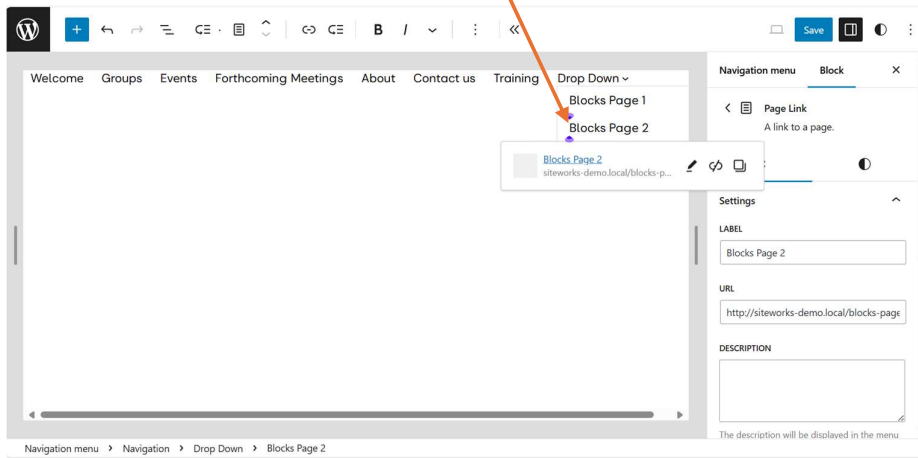 B I
Save
Welcome Groups Events Forthcoming Meetings About Contact us Training Drop Down
Blocks Page 1
Blocks Page 2
Blocks Page 2
siteworks-demo.local/blocks-p...
Navigation menu Block
Page Link
A link to a page.
Settings
LABEL
Blocks Page 2
URL
http://siteworks-demo.local/blocks-page
DESCRIPTION
The description will be displayed in the menu
Navigation menu > Navigation > Drop Down > Blocks Page 2